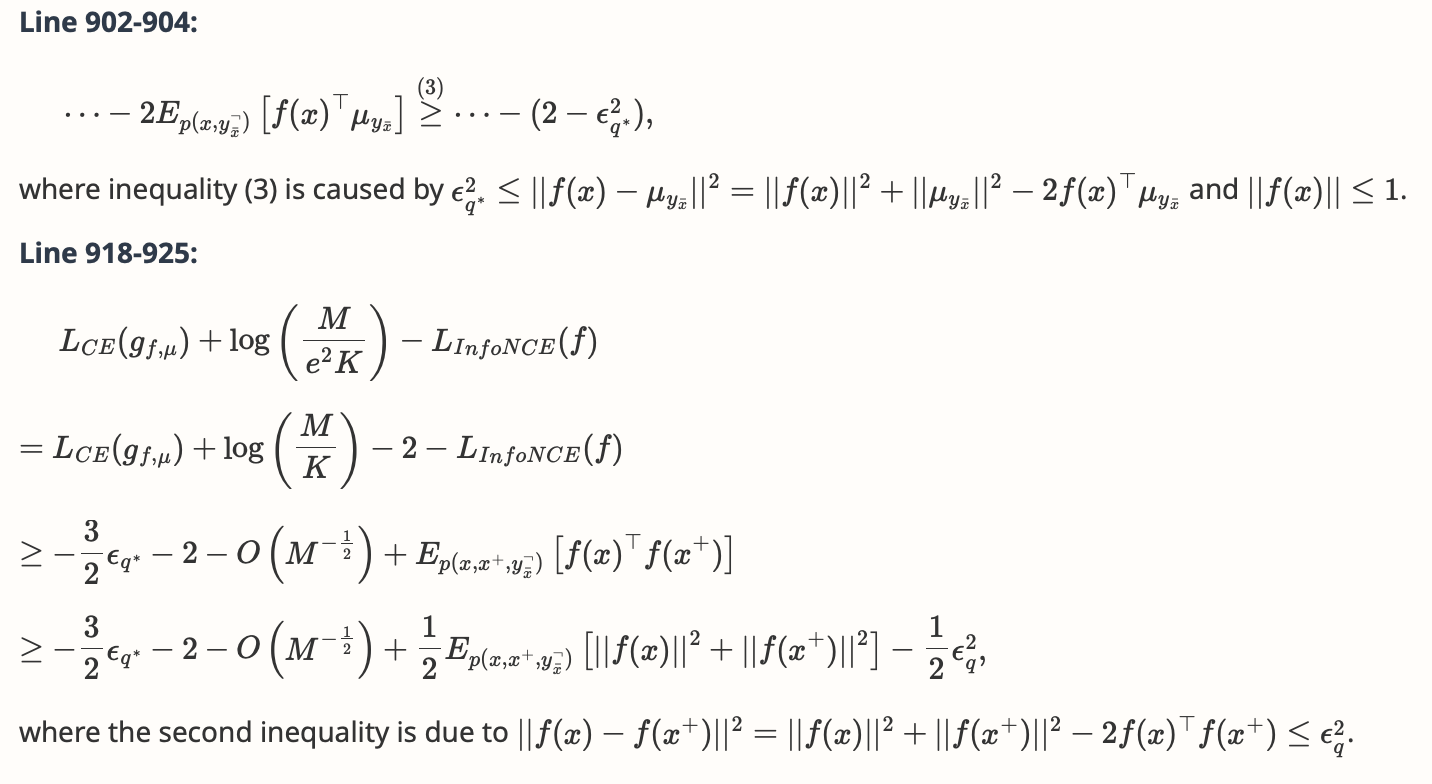 Line 902-904:
$\cdots - 2E_{p(x,y_{\bar{x}}^{\neg})} \left[ f(x)^\top \mu_{y_{\bar{x}}} \right] \overset{(3)}{\geq} \cdots - (2 - \epsilon_{q^*}^2),$
where inequality (3) is caused by $\epsilon_{q^*}^2 \leq ||f(x) - \mu_{y_{\bar{x}}}||^2 = ||f(x)||^2 + ||\mu_{y_{\bar{x}}}||^2 - 2f(x)^\top \mu_{y_{\bar{x}}}$ and $||f(x)|| \leq 1.$
Line 918-925:
$L_{CE}(g_{f,\mu}) + \log \left( \frac{M}{e^2 K} \right) - L_{InfoNCE}(f)$
$= L_{CE}(g_{f,\mu}) + \log \left( \frac{M}{K} \right) - 2 - L_{InfoNCE}(f)$
$\geq -\frac{3}{2}\epsilon_{q^*} - 2 - O\left(M^{-\frac{1}{2}}\right) + E_{p(x,x^+,y_{\bar{x}}^{\neg})} \left[ f(x)^\top f(x^+) \right]$
$\geq -\frac{3}{2}\epsilon_{q^*} - 2 - O\left(M^{-\frac{1}{2}}\right) + \frac{1}{2} E_{p(x,x^+,y_{\bar{x}}^{\neg})} \left[ ||f(x)||^2 + ||f(x^+)||^2 \right] - \frac{1}{2}\epsilon_q^2,$
where the second inequality is due to $||f(x) - f(x^+)||^2 = ||f(x)||^2 + ||f(x^+)||^2 - 2f(x)^\top f(x^+) \leq \epsilon_q^2.$